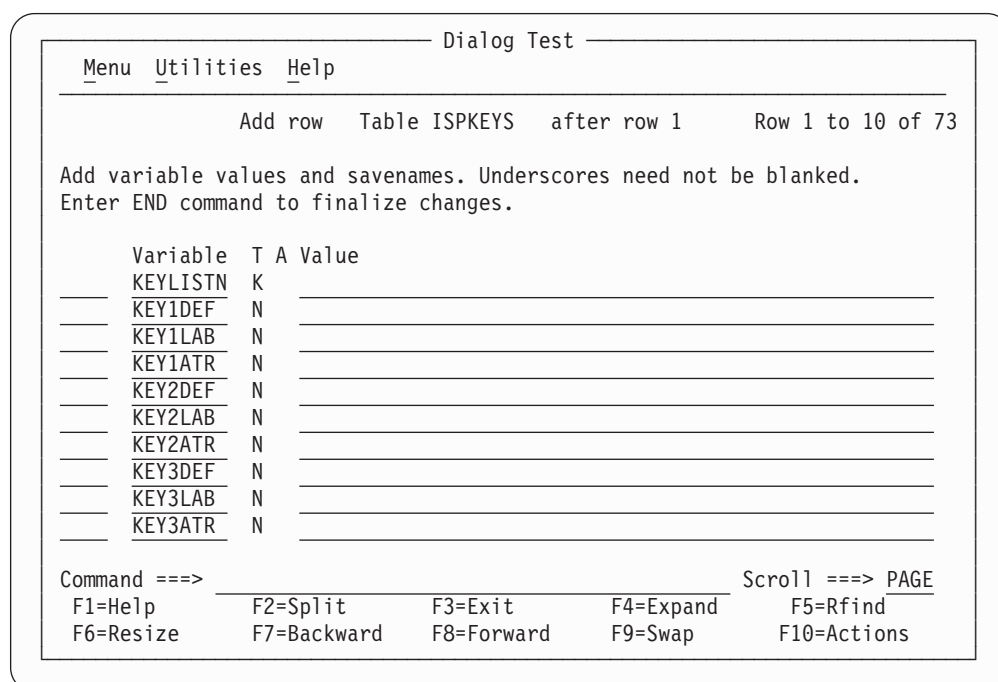 Dialog Test
Menu Utilities Help
Add row Table ISPKEYS after row 1 Row 1 to 10 of 73
Add variable values and savenames. Underscores need not be blanked.
Enter END command to finalize changes.
Variable T A Value
KEYLISTN K
KEY1DEF N
KEY1LAB N
KEY1ATR N
KEY2DEF N
KEY2LAB N
KEY2ATR N
KEY3DEF N
KEY3LAB N
KEY3ATR N
Command ===> Scroll ===> PAGE
F1=Help F2=Split F3=Exit F4=Expand F5=Rfind
F6=Resize F7=Backward F8=Forward F9=Swap F10=Actions